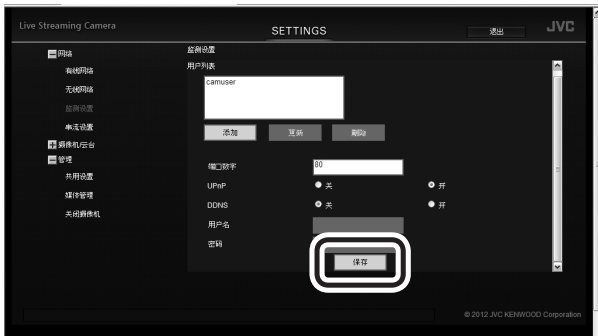 Live Streaming Camera
SETTINGS
退出
JVC
网络
有线网络
无线网络
监测设置
串流设置
摄像机/云台
管理
共用设置
媒体管理
关闭摄像机
监测设置
用户列表
camuser
添加 更新 删除
端口数字 80
UPnP 关 开
DDNS 关 开
用户名
密码
保存
© 2012 JVC KENWOOD Corporation